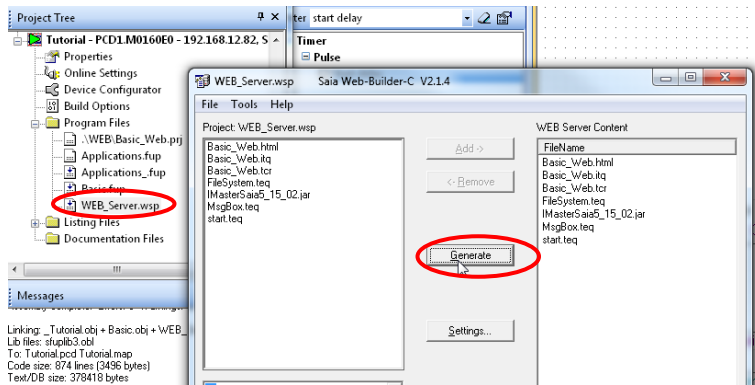 Project Tree
ter start delay
Tutorial - PCD1.M0160E0 - 192.168.12.82, S
Timer
Properties
Pulse
Online Settings
Device Configurator
Build Options
Program Files
.\WEB\Basic_Web.prj
Applications.fup
Applications_.fup
Basic.fup
WEB_Server.wsp
Listing Files
Documentation Files
WEB_Server.wsp Saia Web-Builder-C V2.1.4
File Tools Help
Project: WEB_Server.wsp
Basic_Web.html
Basic_Web.itq
Basic_Web.tcr
FileSystem.teq
IMasterSaia5_15_02.jar
MsgBox.teq
start.teq
Add ->
<- Remove
Generate
Settings...
WEB Server Content
FileName
Basic_Web.html
Basic_Web.itq
Basic_Web.tcr
FileSystem.teq
IMasterSaia5_15_02.jar
MsgBox.teq
start.teq
Messages
Linking: _Tutorial.obj + Basic.obj + WEB_
Lib files: sfuplib3.obl
To: Tutorial.pcd Tutorial.map
Code size: 874 lines (3496 bytes)
Text/DB size: 378418 bytes